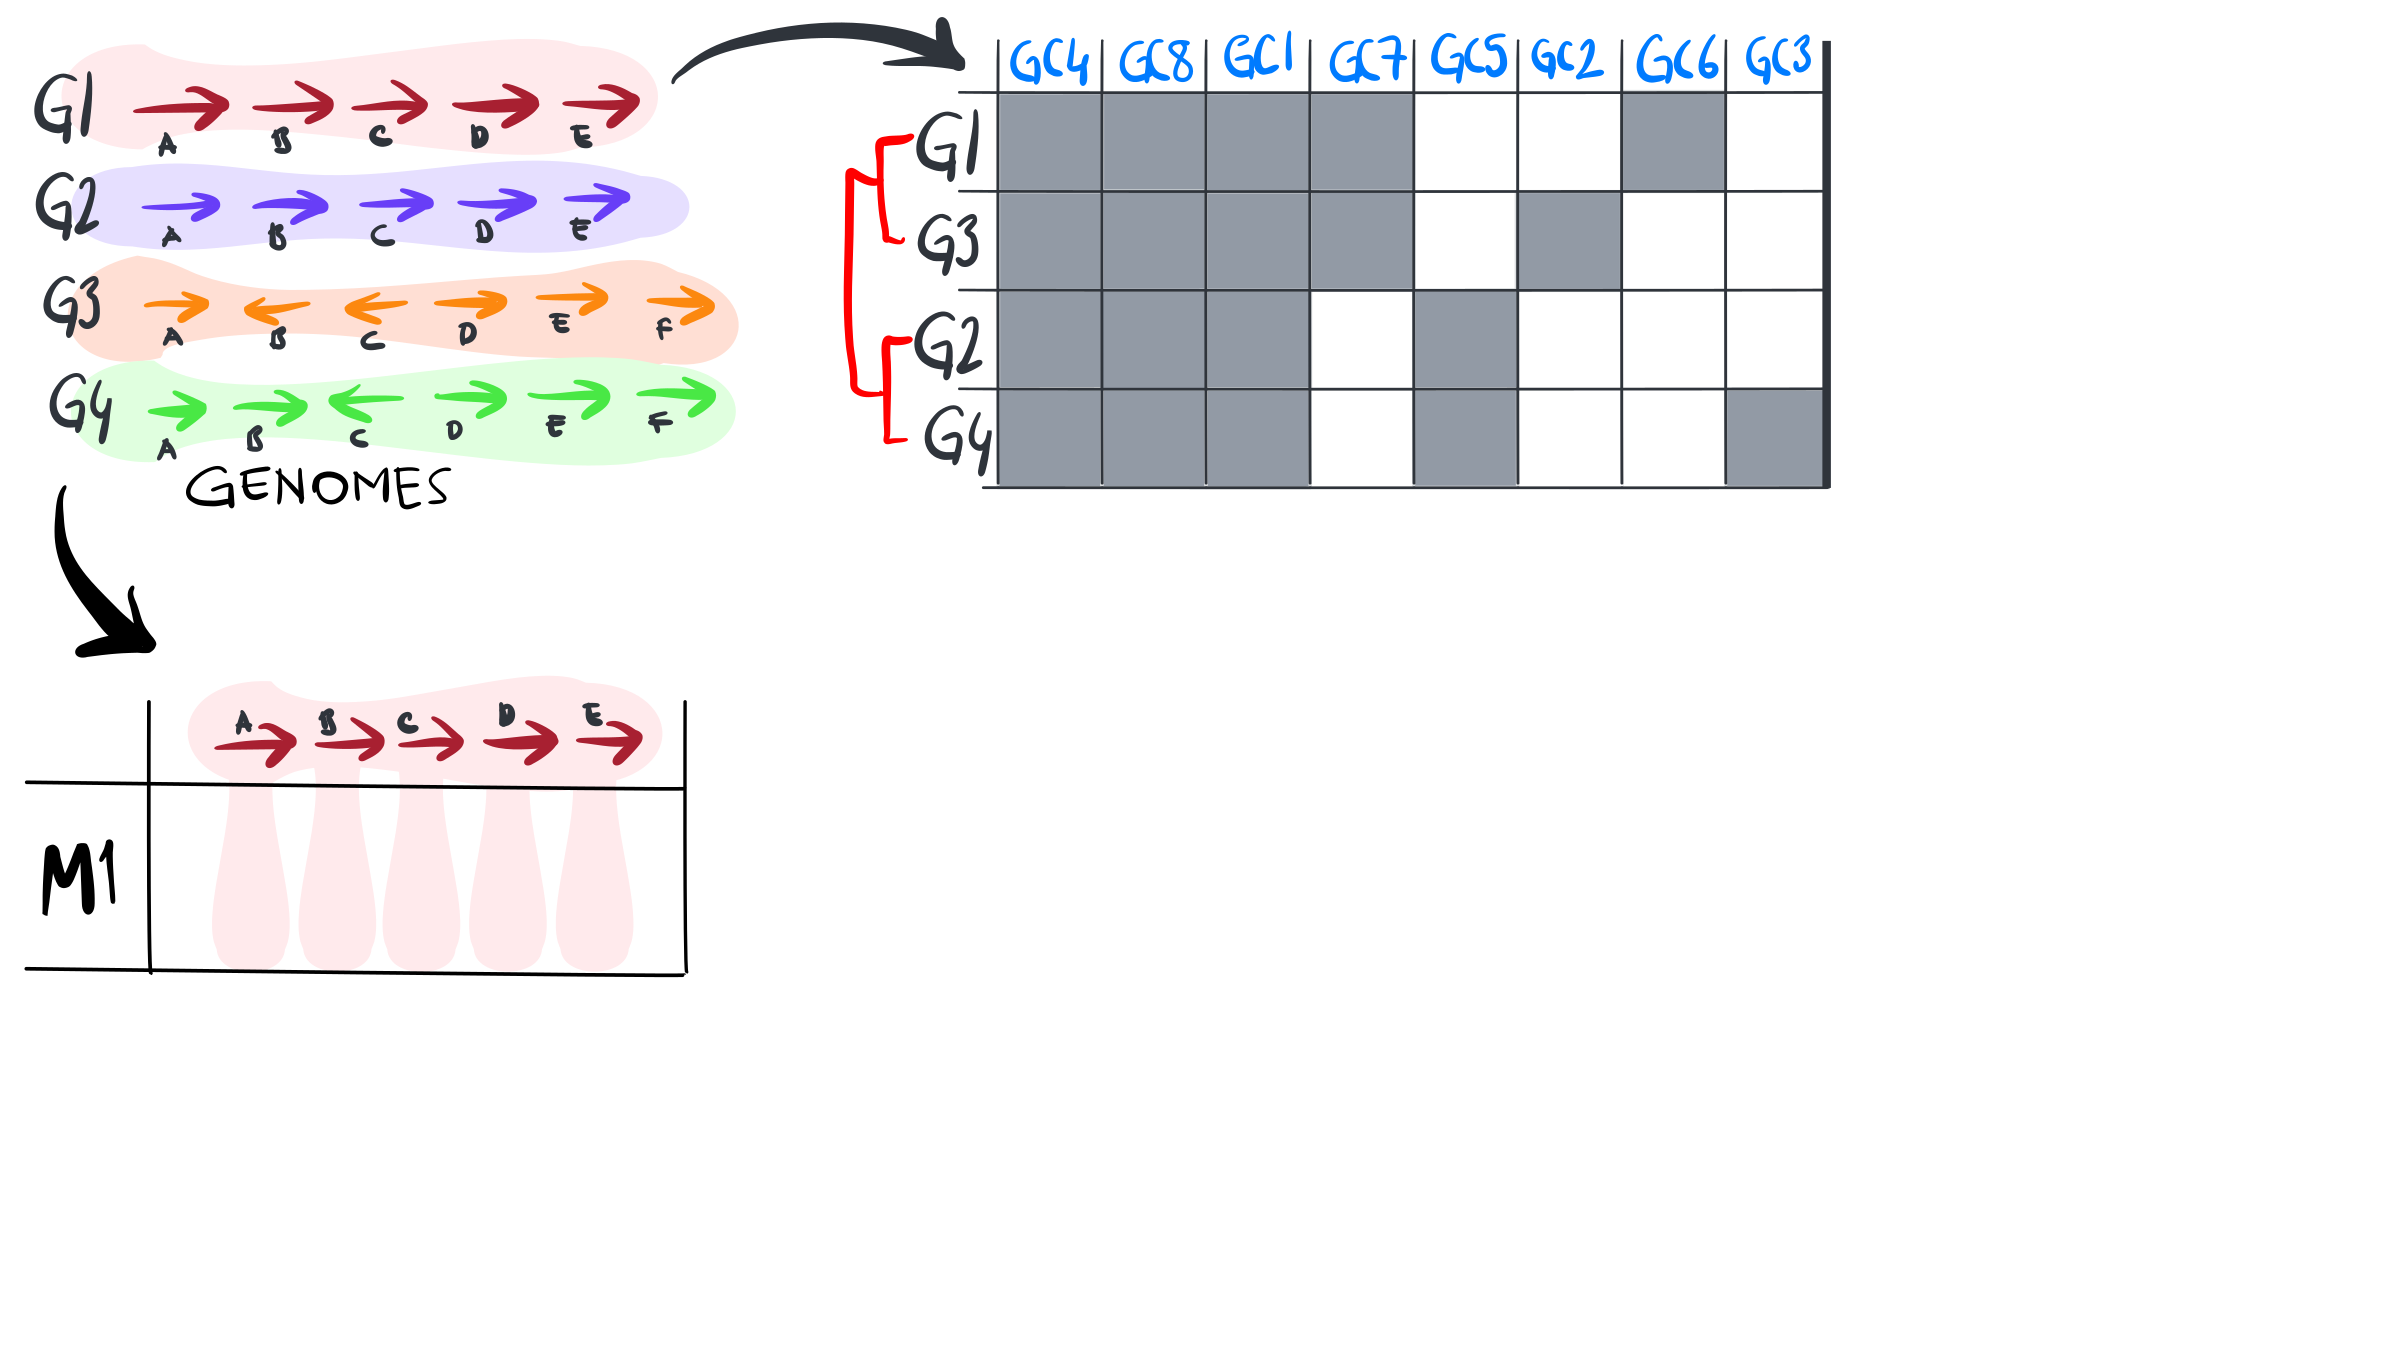 G1 A B C D E
G2 A B C D E
G3 A B C D E F
G4 A B C D E F
GENOMES
GC4 GC8 GC1 GC7 GC5 GC2 GC6 GC3
G1
G3
G2
G4
A B C D E
M1